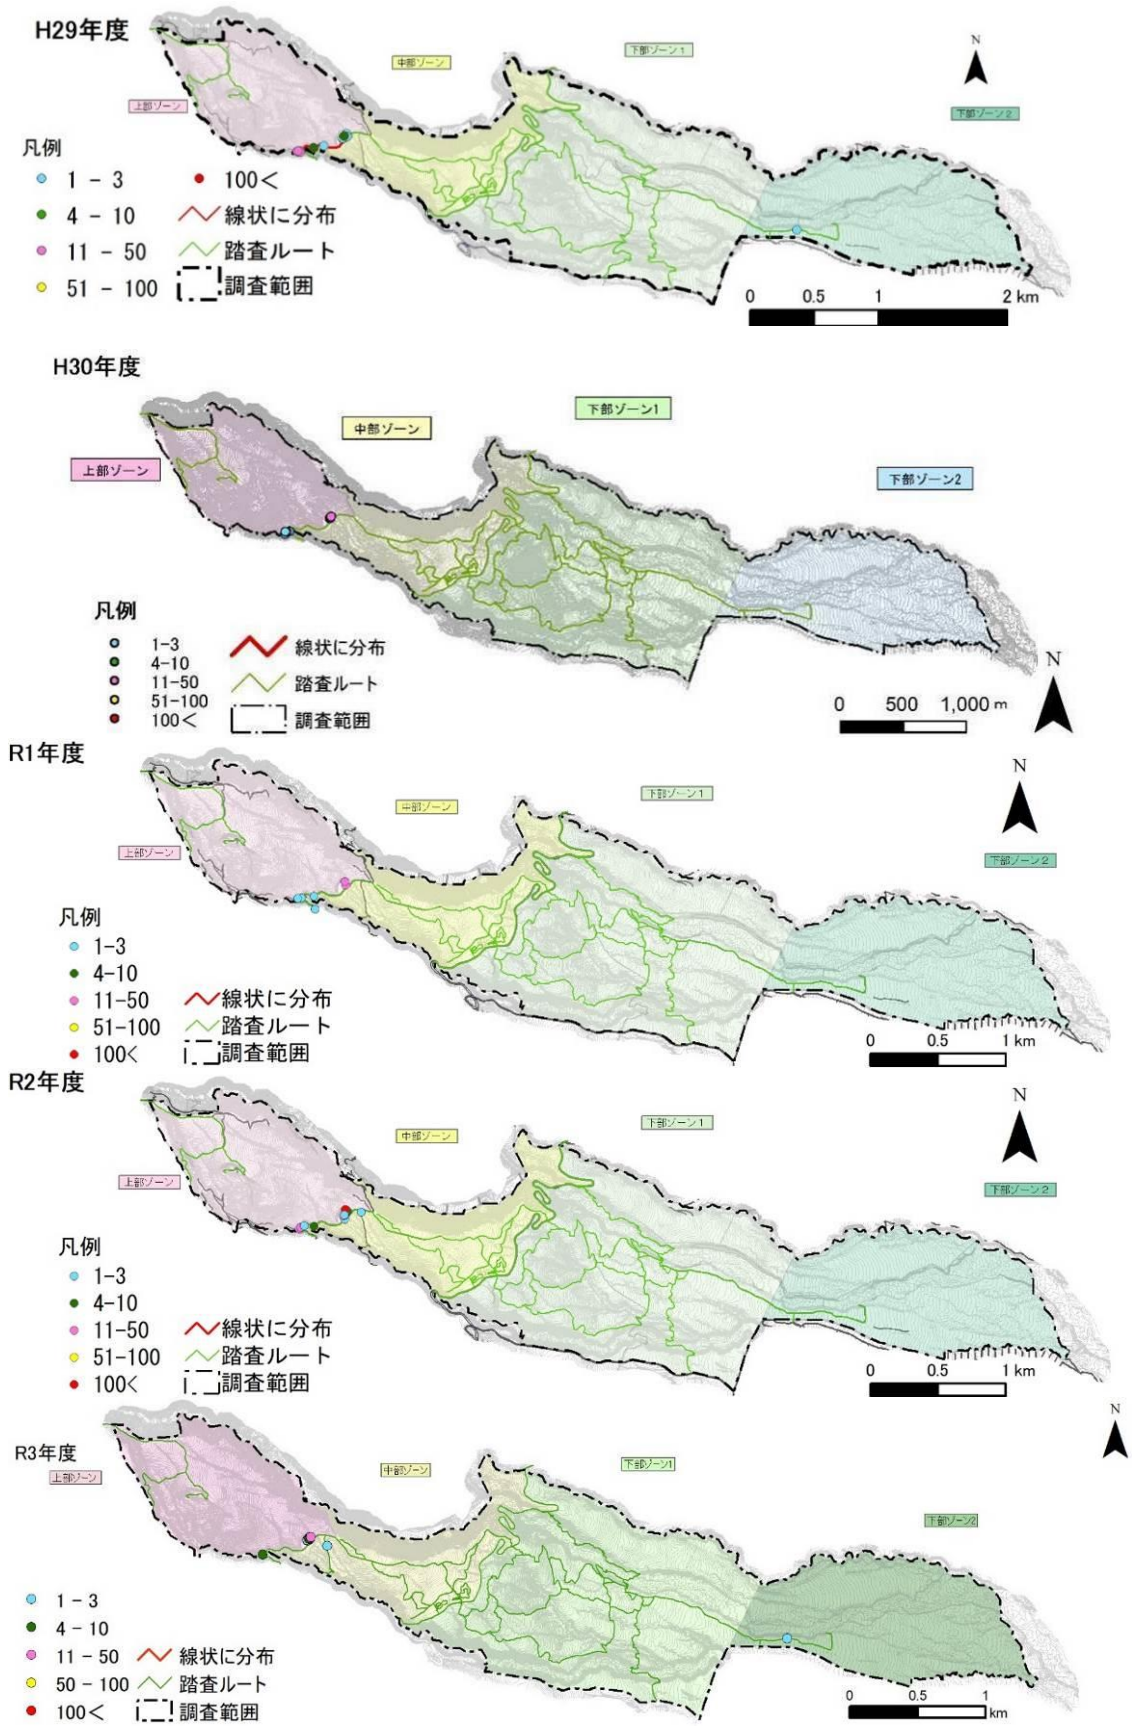 H29年度
N
下部ゾーン1
中部ゾーン
上部ゾーン
下部ゾーン2
凡例
1 - 3
100<
4 - 10
線状に分布
11 - 50
踏査ルート
51 - 100
調査範囲
0 0.5 1 2 km
H30年度
下部ゾーン1
中部ゾーン
上部ゾーン
下部ゾーン2
凡例
1-3
線状に分布
4-10
11-50
踏査ルート
51-100
100<
調査範囲
N
0 500 1,000 m
R1年度
N
下部ゾーン1
中部ゾーン
上部ゾーン
下部ゾーン2
凡例
1-3
4-10
11-50
線状に分布
51-100
踏査ルート
100<
調査範囲
0 0.5 1 km
R2年度
N
下部ゾーン1
中部ゾーン
上部ゾーン
下部ゾーン2
凡例
1-3
4-10
11-50
線状に分布
51-100
踏査ルート
100<
調査範囲
0 0.5 1 km
R3年度
N
上部ゾーン
中部ゾーン
下部ゾーン1
下部ゾーン2
1 - 3
4 - 10
11 - 50
線状に分布
50 - 100
踏査ルート
100<
調査範囲
0 0.5 1
km